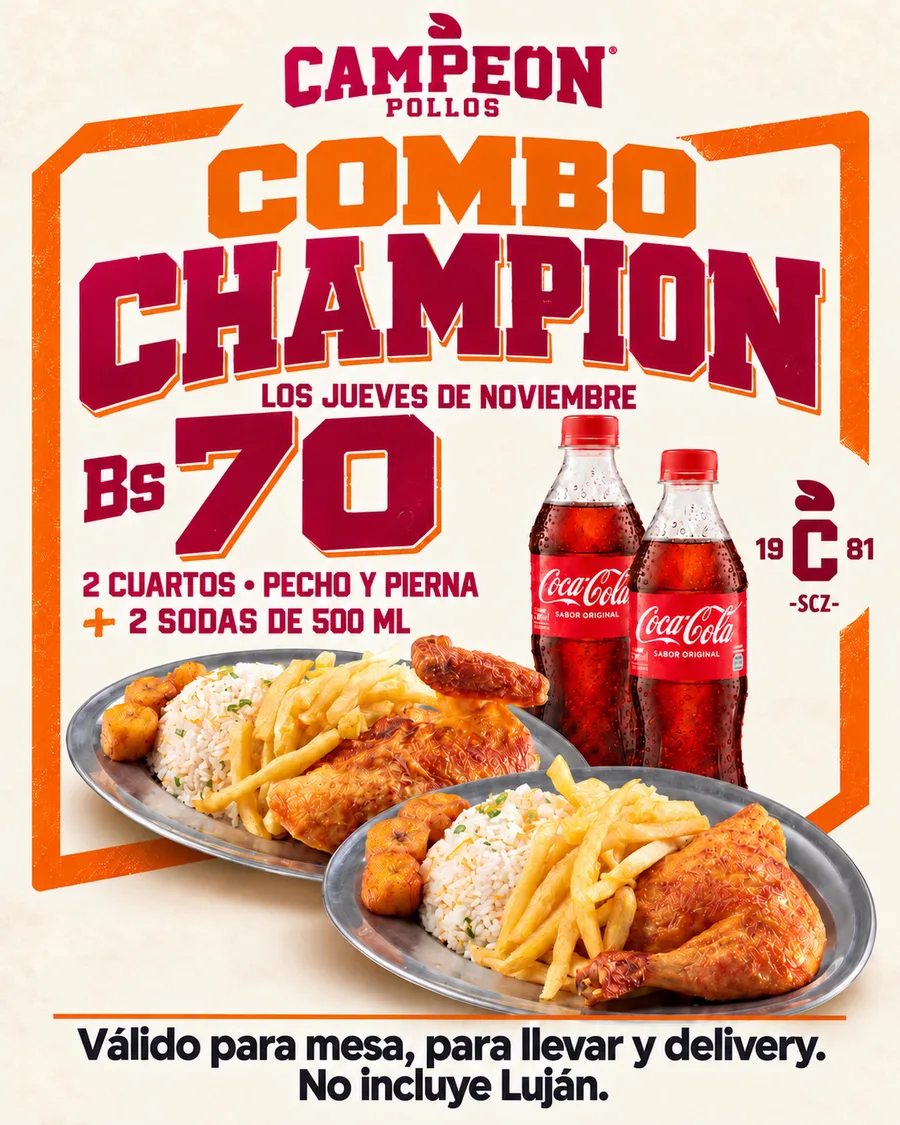 CAMPEON®
POLLOS
COMBO
CHAMPION
LOS JUEVES DE NOVIEMBRE
Bs 70
2 CUARTOS • PECHO Y PIERNA
+ 2 SODAS DE 500 ML
Coca-Cola
SABOR ORIGINAL
Coca-Cola
SABOR ORIGINAL
19 C 81
-SCZ-
Válido para mesa, para llevar y delivery.
No incluye Luján.